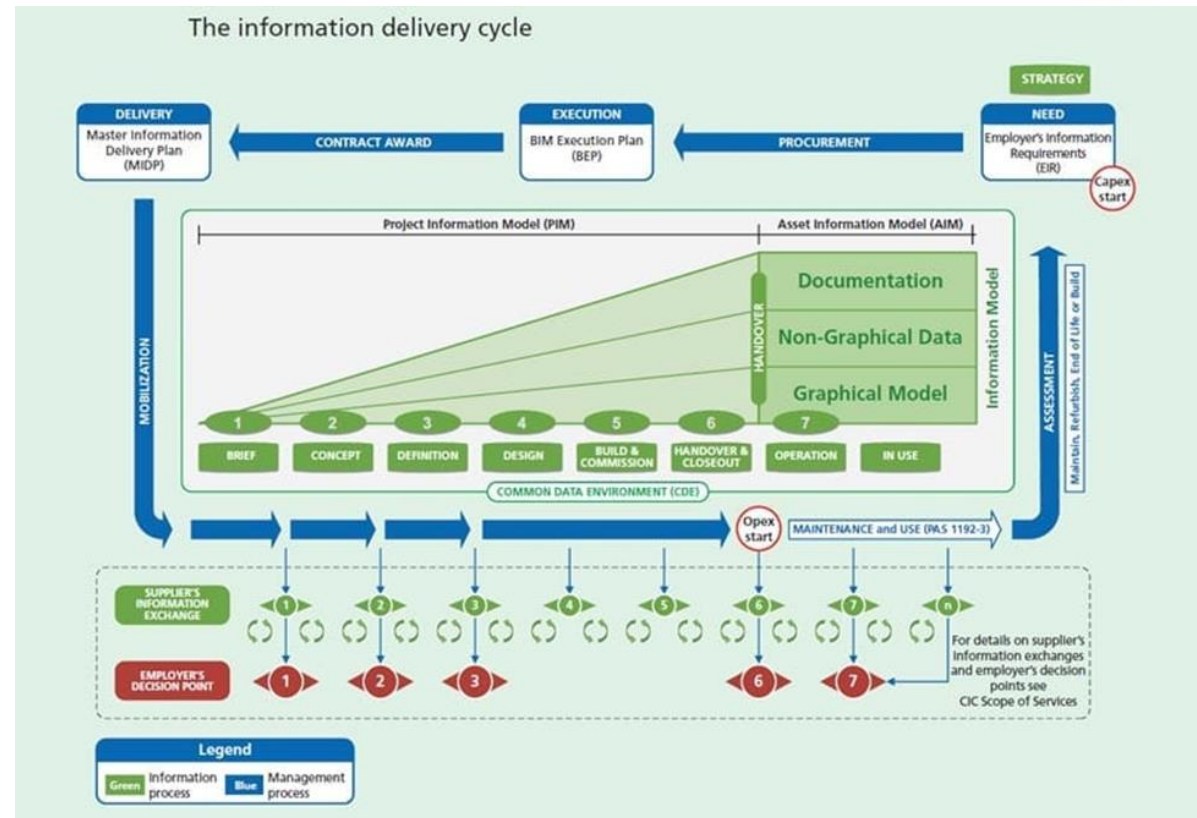 The information delivery cycle
STRATEGY
DELIVERY
Master Information
Delivery Plan
(MIDP)
CONTRACT AWARD
EXECUTION
BIM Execution Plan
(BEP)
PROCUREMENT
NEED
Employer's Information
Requirements
(EIR)
Capex
start
Project Information Model (PIM)
Asset Information Model (AIM)
Documentation
Non-Graphical Data
Graphical Model
HANDOVER
Information Model
MOBILIZATION
ASSESSMENT
Maintain, Refurbish, End of Life or Build
1
2
3
4
5
6
7
BRIEF
CONCEPT
DEFINITION
DESIGN
BUILD &
COMMISSION
HANDOVER &
CLOSEOUT
OPERATION
IN USE
COMMON DATA ENVIRONMENT (CDE)
Opex
start
MAINTENANCE and USE (PAS 1192-3)
SUPPLIER'S
INFORMATION
EXCHANGE
1
2
3
4
5
6
7
n
For details on supplier's
information exchanges
and employer's decision
points see
CIC Scope of Services
EMPLOYER'S
DECISION POINT
1
2
3
6
7
Legend
Green
Information
process
Blue
Management
process